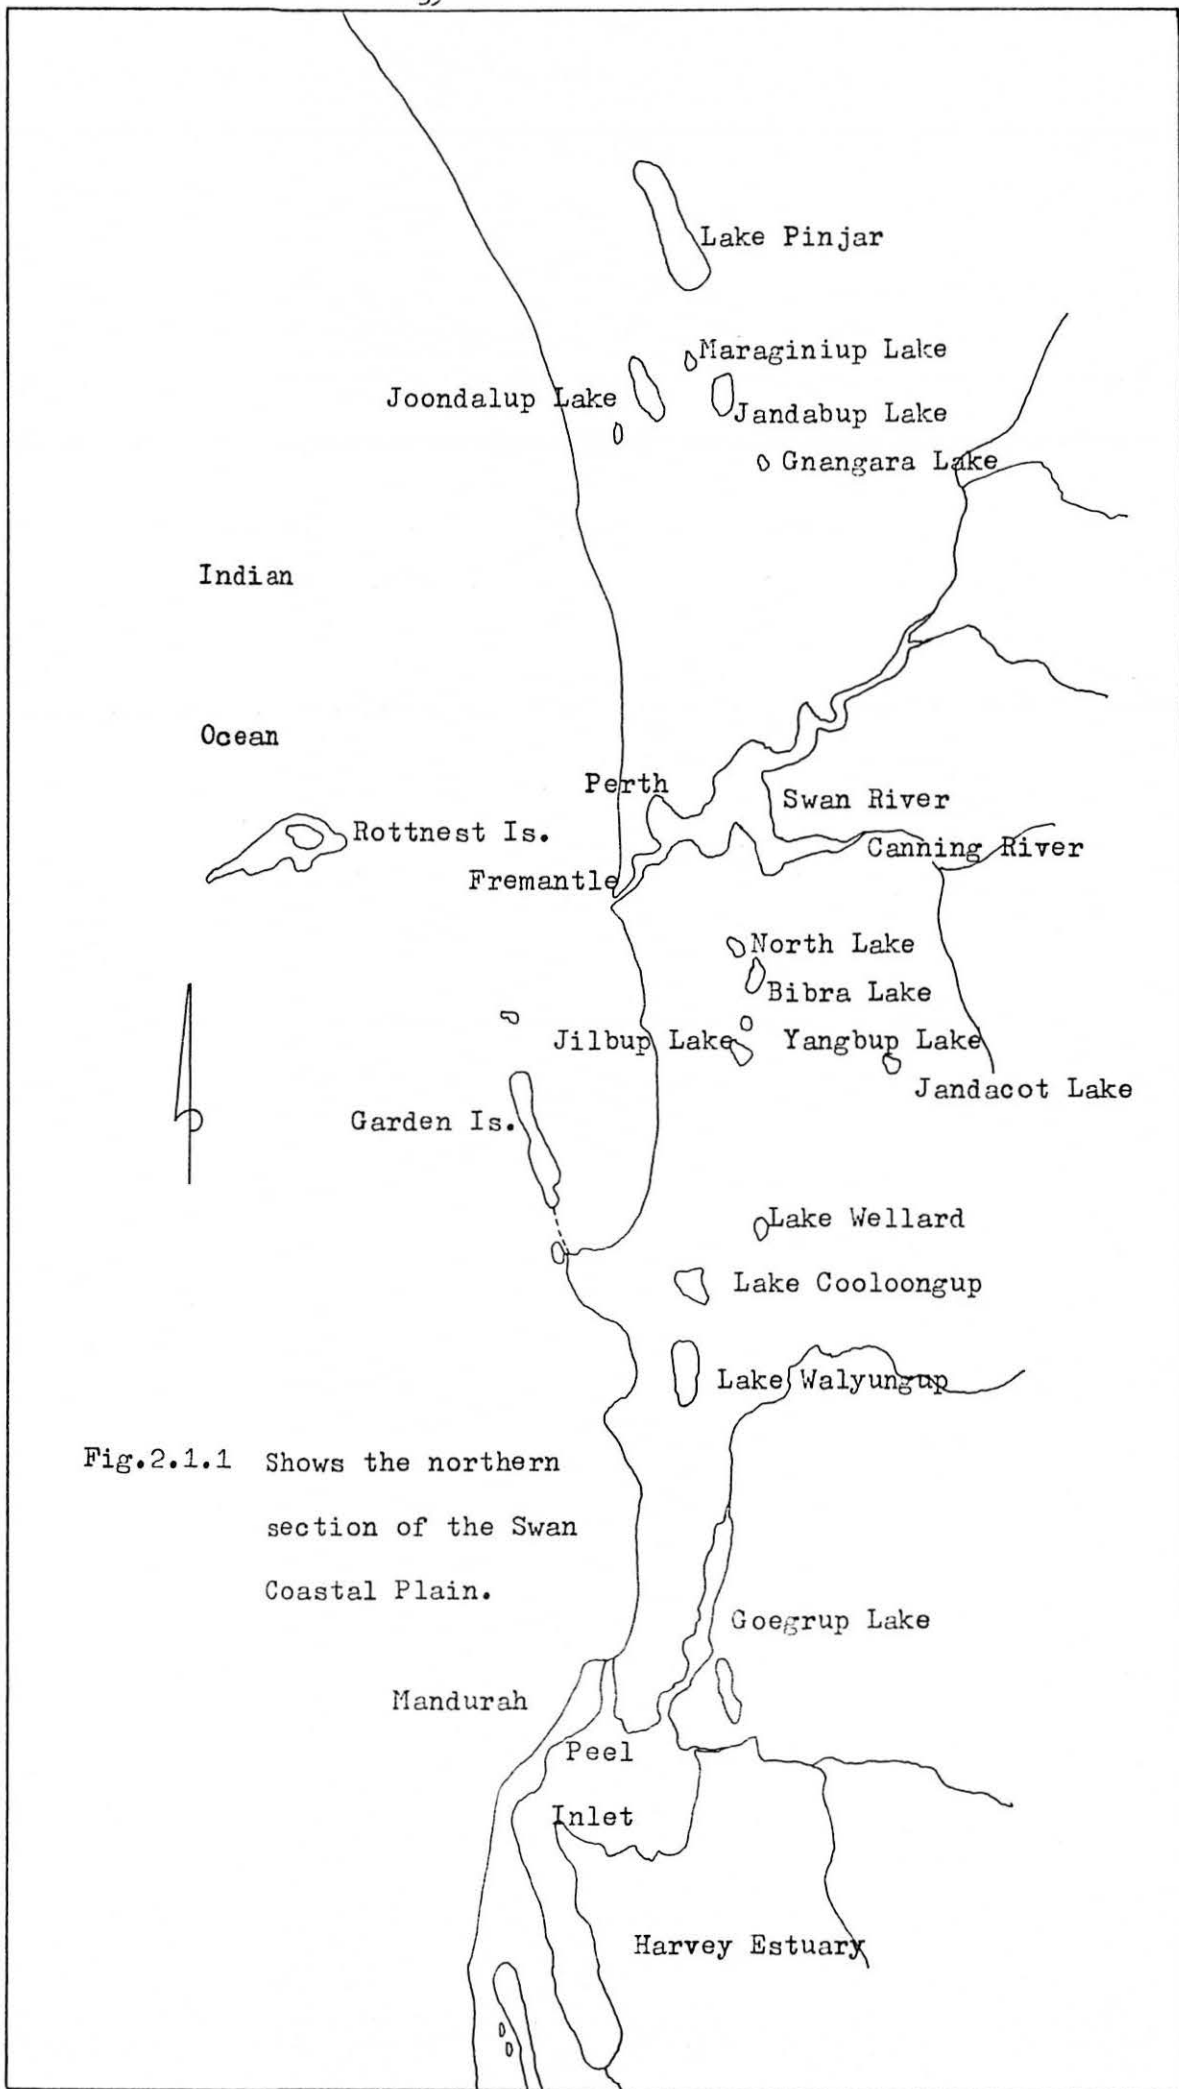 Lake Pinjar
Maraginiup Lake
Joondalup Lake
Jandabup Lake
Gnangara Lake
Indian
Ocean
Perth
Swan River
Rottnest Is.
Canning River
Fremantle
North Lake
Bibra Lake
Jilbup Lake
Yangbup Lake
Jandacot Lake
Garden Is.
Lake Wellard
Lake Cooloongup
Lake Walyungup
Fig.2.1.1 Shows the northern
section of the Swan
Coastal Plain.
Goegrup Lake
Mandurah
Peel
Inlet
Harvey Estuary